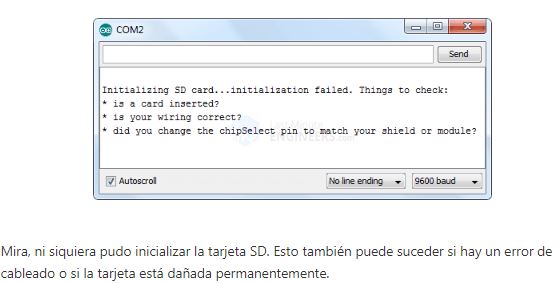 COM2
Send
Initializing SD card...initialization failed. Things to check:
* is a card inserted?
* is your wiring correct?
* did you change the chipSelect pin to match your shield or module?
Autoscroll
No line ending
9600 baud
Mira, ni siquiera pudo inicializar la tarjeta SD. Esto también puede suceder si hay un error de
cableado o si la tarjeta está dañada permanentemente.